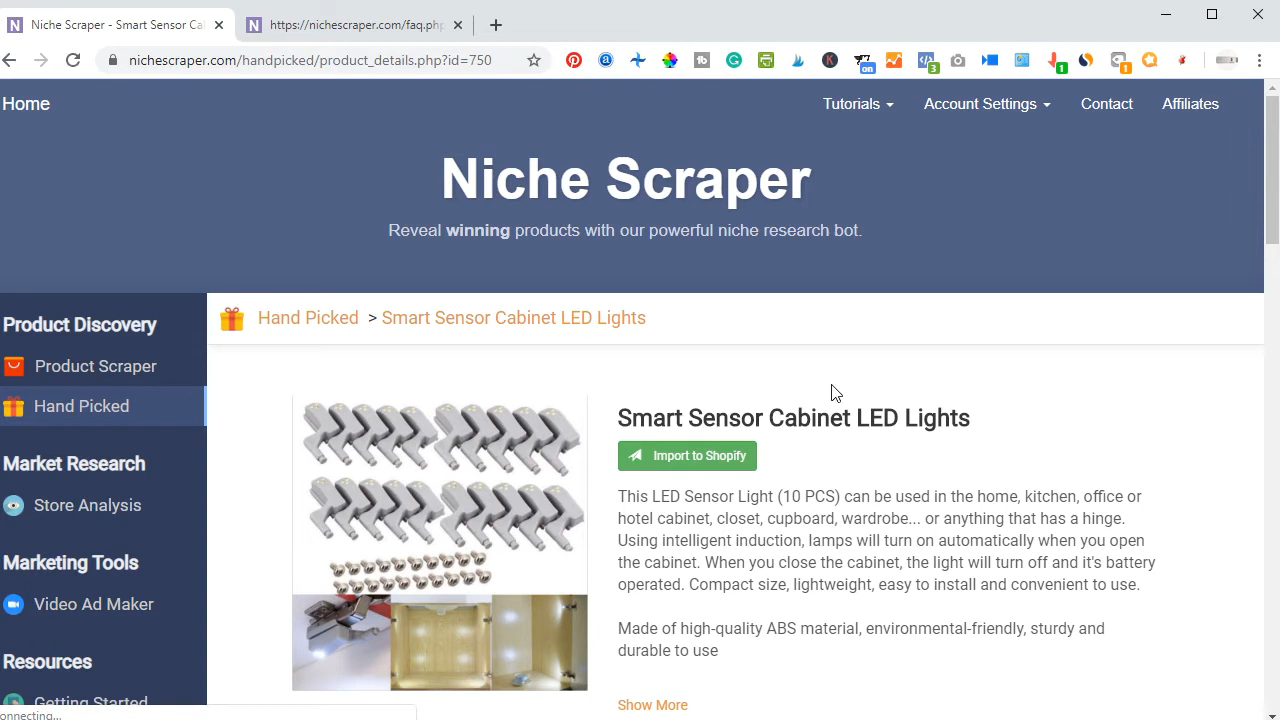 Niche Scraper - Smart Sensor Ca
https://nichescraper.com/faq.php
nichescraper.com/handpicked/product_details.php?id=750
on
3
1
1
Home
Tutorials
Account Settings
Contact
Affiliates
Niche Scraper
Reveal winning products with our powerful niche research bot.
Product Discovery
Product Scraper
Hand Picked
Market Research
Store Analysis
Marketing Tools
Video Ad Maker
Resources
Getting Started
onnecting...
Hand Picked > Smart Sensor Cabinet LED Lights
Smart Sensor Cabinet LED Lights
Import to Shopify
This LED Sensor Light (10 PCS) can be used in the home, kitchen, office or
hotel cabinet, closet, cupboard, wardrobe... or anything that has a hinge.
Using intelligent induction, lamps will turn on automatically when you open
the cabinet. When you close the cabinet, the light will turn off and it's battery
operated. Compact size, lightweight, easy to install and convenient to use.
Made of high-quality ABS material, environmental-friendly, sturdy and
durable to use
Show More